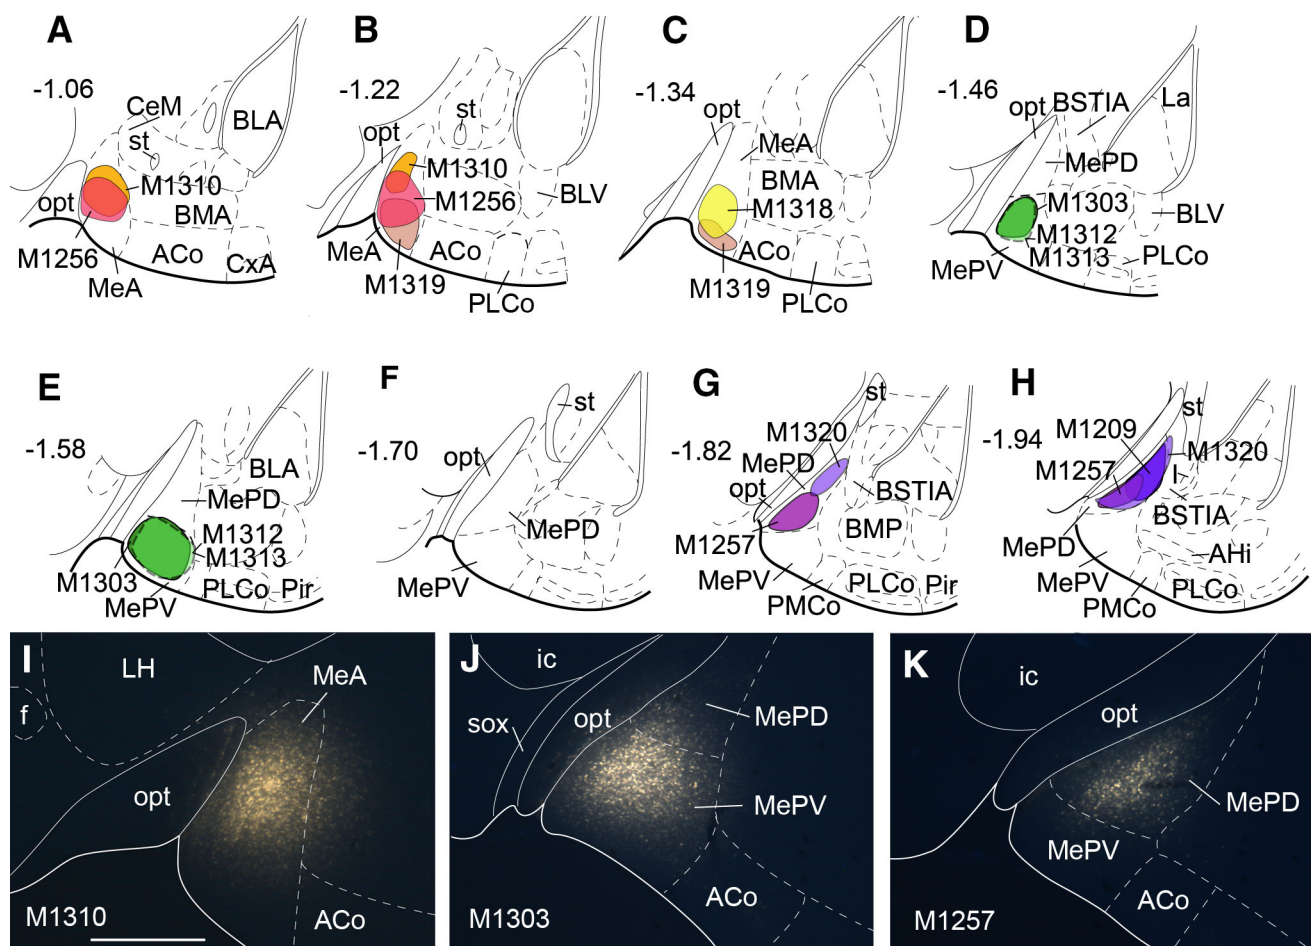 A
-1.06
CeM
BLA
st
M1310
opt
BMA
M1256
ACo
CxA
MeA
B
-1.22
st
opt
M1310
M1256
BLV
MeA
ACo
M1319
PLCo
C
-1.34
opt
MeA
BMA
M1318
ACo
M1319
PLCo
D
-1.46
opt
BSTIA
La
MePD
M1303
BLV
M1312
M1313
PLCo
MePV
E
-1.58
BLA
MePD
M1312
M1313
M1303
PLCo
Pir
MePV
F
st
-1.70
opt
MePD
MePV
G
st
M1320
-1.82
MePD
opt
BSTIA
BMP
M1257
MePV
PLCo
Pir
PMCo
H
st
M1209
-1.94
M1320
M1257
I
BSTIA
MePD
AHi
MePV
PLCo
PMCo
I
LH
MeA
f
opt
M1310
ACo
J
ic
sox
opt
MePD
MePV
ACo
M1303
K
ic
opt
MePD
MePV
ACo
M1257